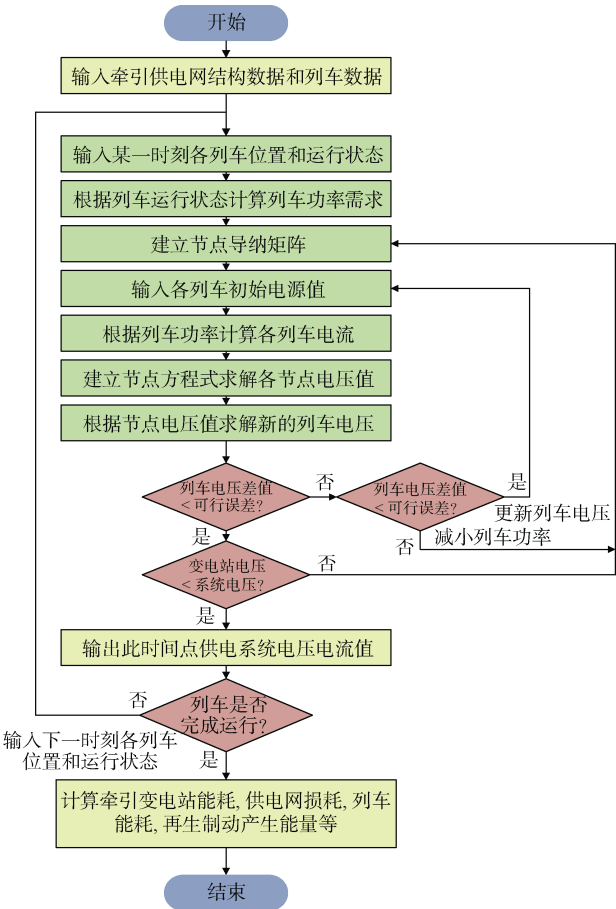 开始
输入牵引供电网结构数据和列车数据
输入某一时刻各列车位置和运行状态
根据列车运行状态计算列车功率需求
建立节点导纳矩阵
输入各列车初始电源值
根据列车功率计算各列车电流
建立节点方程式求解各节点电压值
根据节点电压值求解新的列车电压
列车电压差值
< 可行误差?
否
列车电压差值
< 可行误差?
是
更新列车电压
否
减小列车功率
是
变电站电压
< 系统电压?
否
是
输出此时间点供电系统电压电流值
列车是否
完成运行?
否
输入下一时刻各列车
位置和运行状态
是
计算牵引变电站能耗, 供电网损耗, 列车
能耗, 再生制动产生能量等
结束